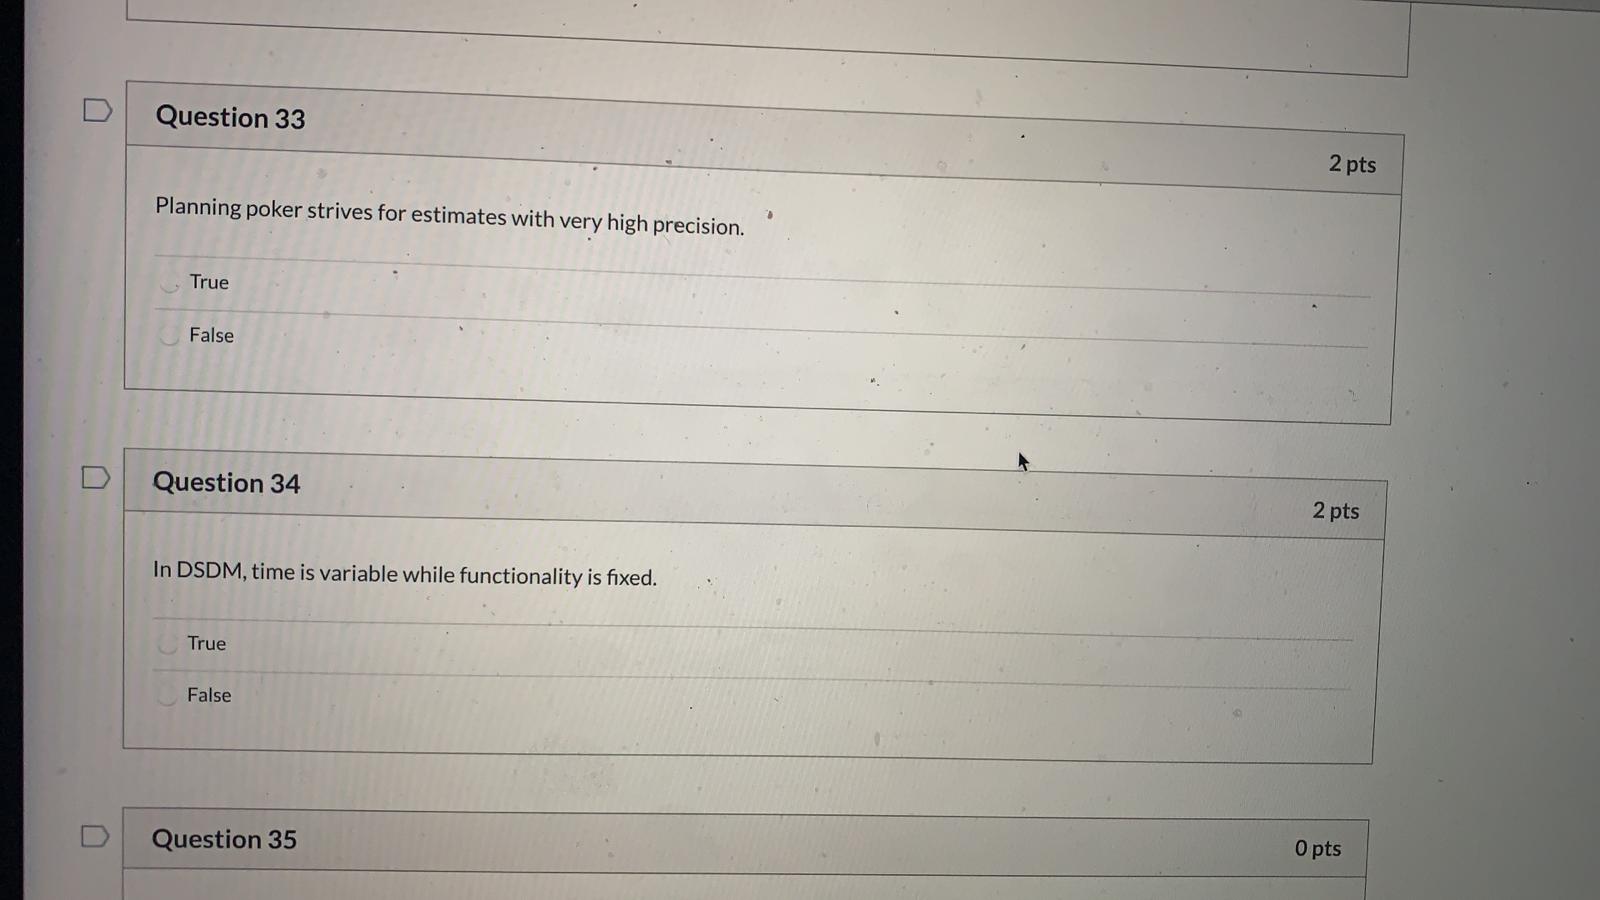 Question 33
2 pts
Planning poker strives for estimates with very high precision.
True
False
Question 34
2 pts
In DSDM, time is variable while functionality is fixed.
True
False
Question 35
0 pts